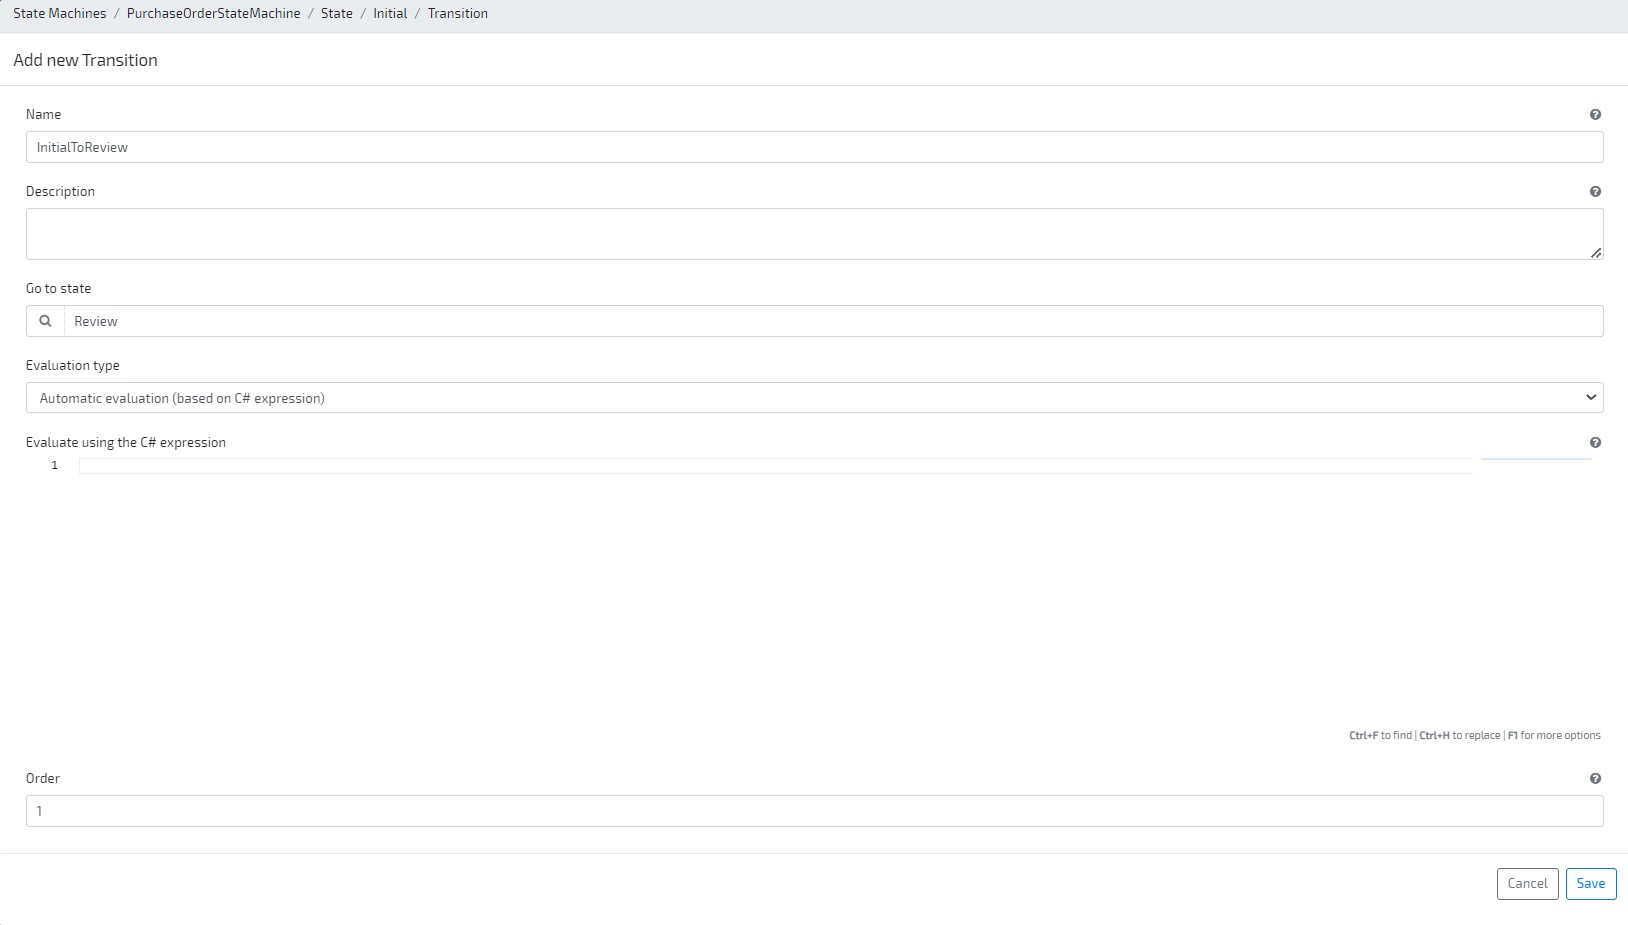 State Machines / PurchaseOrderStateMachine / State / Initial / Transition
Add new Transition
Name
InitialToReview
Description
Go to state
Review
Evaluation type
Automatic evaluation (based on C# expression)
Evaluate using the C# expression
1
Ctrl+F to find | Ctrl+H to replace | F1 for more options
Order
1
Cancel Save